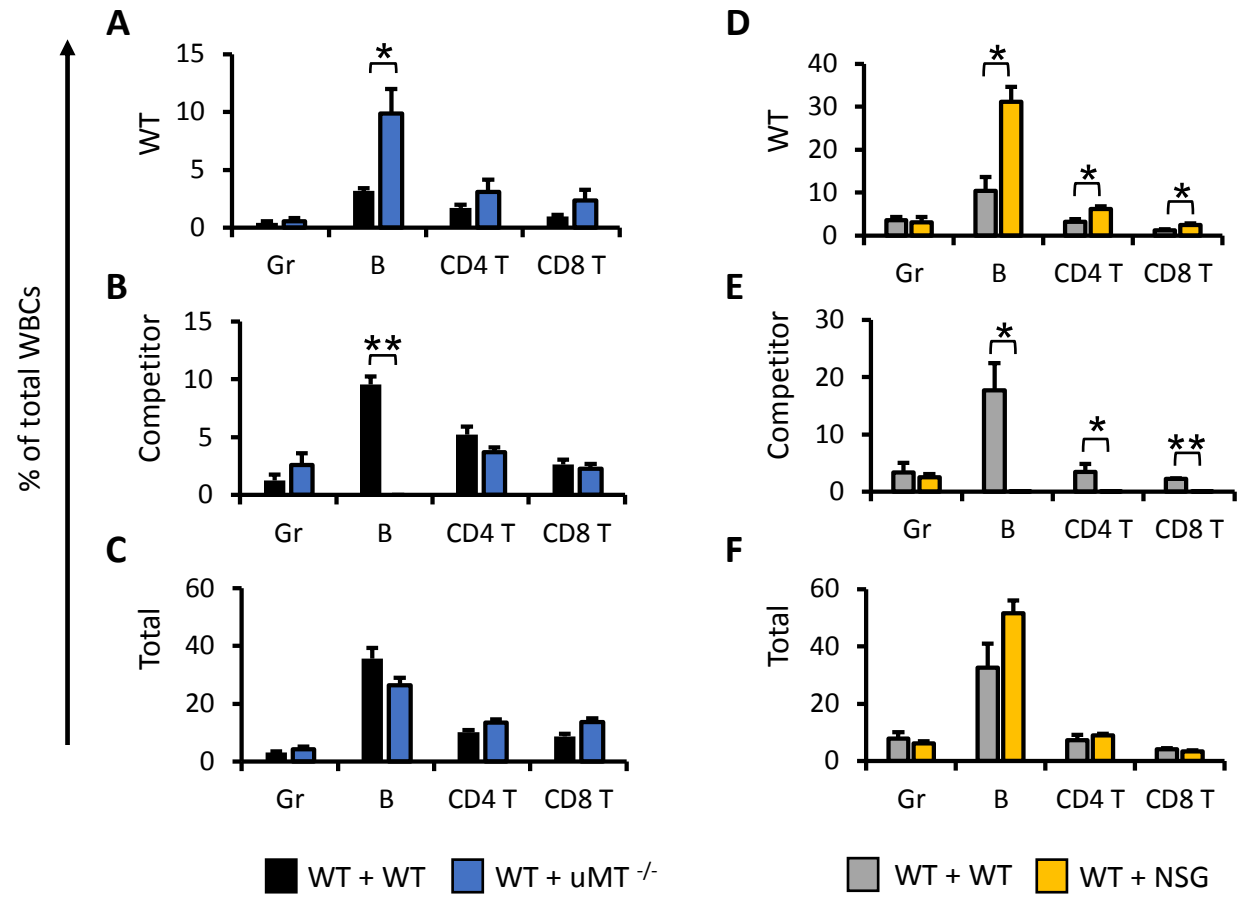 % of total WBCs
A
WT
15
10
5
0
*
Gr B CD4 T CD8 T
B
Competitor
15
10
5
0
**
Gr B CD4 T CD8 T
C
Total
60
40
20
0
Gr B CD4 T CD8 T
WT + WT WT + uMT -/-
D
WT
40
30
20
10
0
* * *
Gr B CD4 T CD8 T
E
Competitor
30
20
10
0
* * **
Gr B CD4 T CD8 T
F
Total
60
40
20
0
Gr B CD4 T CD8 T
WT + WT WT + NSG